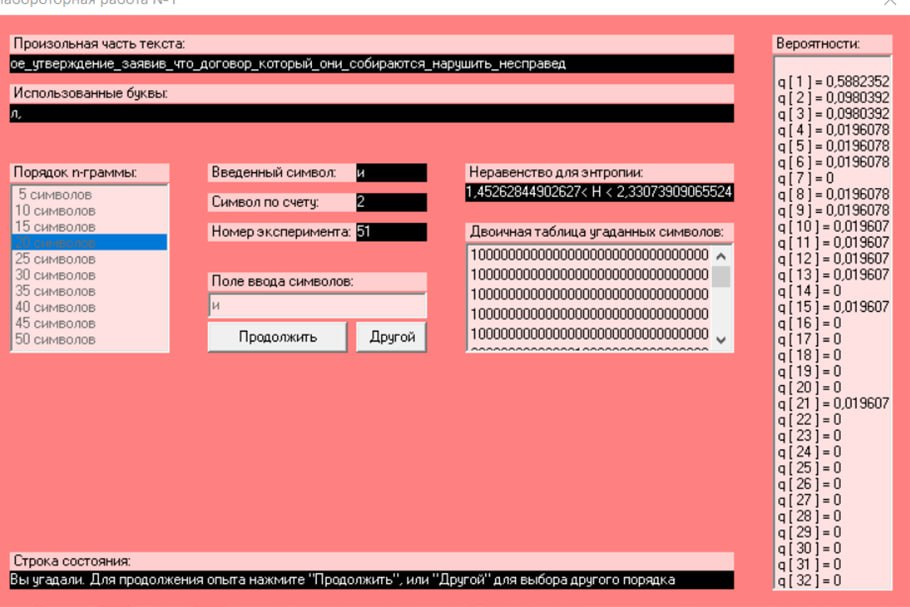 Лабораторная работа №1
Произольная часть текста:
ое_утверждение_заявив_что_договор_который_они_собираются_нарушить_несправед
Использованные буквы:
л,
Порядок n-граммы:
5 символов
10 символов
15 символов
20 символов
25 символов
30 символов
35 символов
40 символов
45 символов
50 символов
Введенный символ: и
Символ по счету: 2
Номер эксперимента: 51
Поле ввода символов:
и
Продолжить
Другой
Неравенство для энтропии:
1,45262844902627< H < 2,33073909065524
Двоичная таблица угаданных символов:
10000000000000000000000000000000
10000000000000000000000000000000
10000000000000000000000000000000
10000000000000000000000000000000
10000000000000000000000000000000
Вероятности:
q [ 1 ] = 0,5882352
q [ 2 ] = 0,0980392
q [ 3 ] = 0,0980392
q [ 4 ] = 0,0196078
q [ 5 ] = 0,0196078
q [ 6 ] = 0,0196078
q [ 7 ] = 0
q [ 8 ] = 0,0196078
q [ 9 ] = 0,0196078
q [ 10 ] = 0,019607
q [ 11 ] = 0,019607
q [ 12 ] = 0,019607
q [ 13 ] = 0,019607
q [ 14 ] = 0
q [ 15 ] = 0,019607
q [ 16 ] = 0
q [ 17 ] = 0
q [ 18 ] = 0
q [ 19 ] = 0
q [ 20 ] = 0
q [ 21 ] = 0,019607
q [ 22 ] = 0
q [ 23 ] = 0
q [ 24 ] = 0
q [ 25 ] = 0
q [ 26 ] = 0
q [ 27 ] = 0
q [ 28 ] = 0
q [ 29 ] = 0
q [ 30 ] = 0
q [ 31 ] = 0
q [ 32 ] = 0
Строка состояния:
Вы угадали. Для продолжения опыта нажмите "Продолжить", или "Другой" для выбора другого порядка